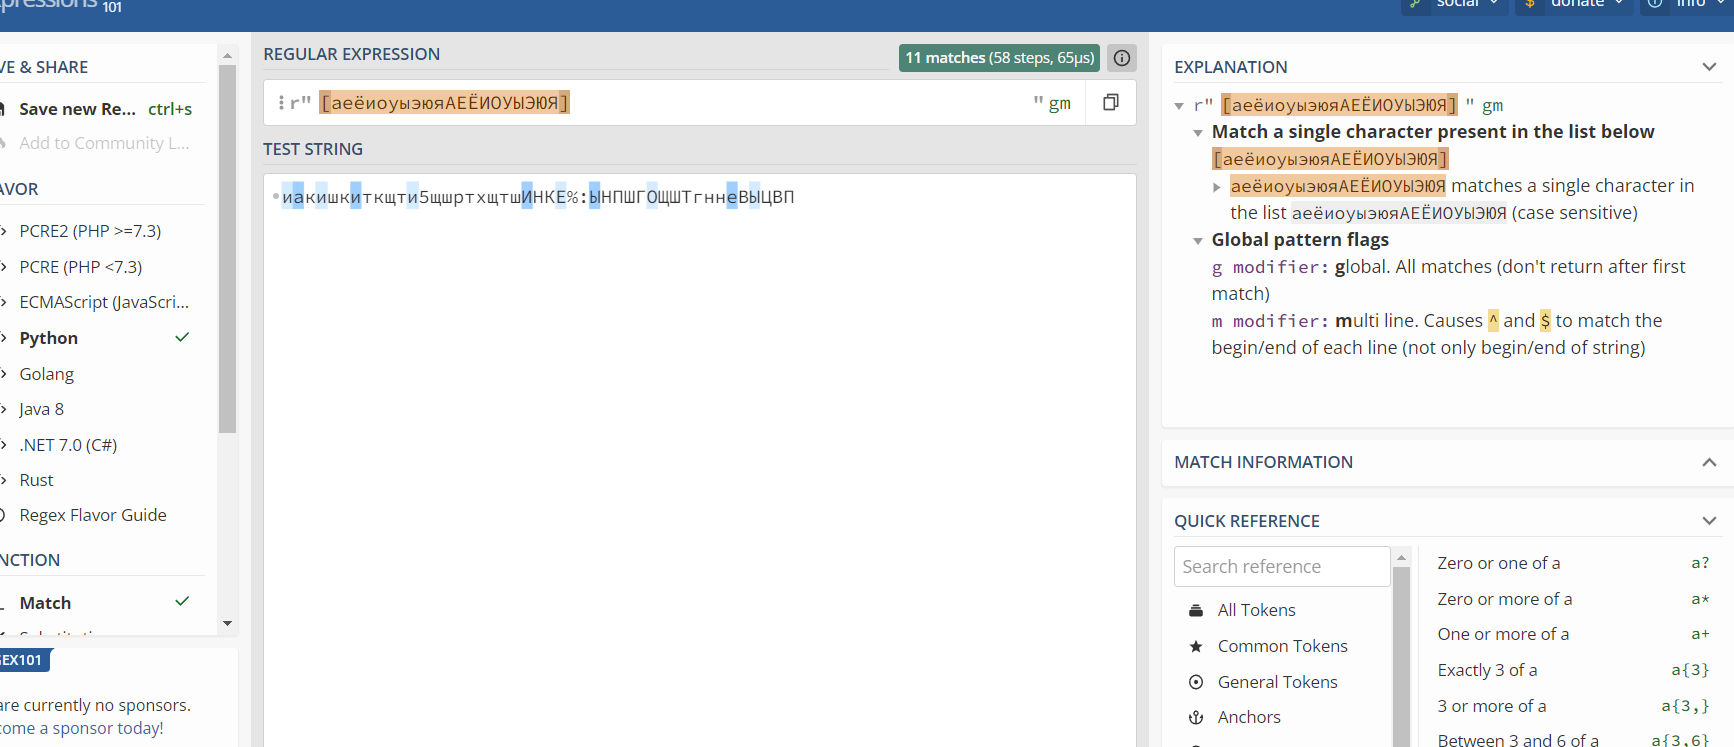 101
social
donate
info
VE & SHARE
Save new Re... ctrl+s
Add to Community L...
AVOR
PCRE2 (PHP >=7.3)
PCRE (PHP <7.3)
ECMAScript (JavaScri...
Python
Golang
Java 8
.NET 7.0 (C#)
Rust
Regex Flavor Guide
NCTION
Match
EX101
are currently no sponsors.
come a sponsor today!
REGULAR EXPRESSION
11 matches (58 steps, 65μs)
r" [аеёиоуыэюяАЕЁИОУЫЭЮЯ] " gm
TEST STRING
иакишкиткщти5щшртхщтшИНКЕ%:ЫНПШГОЩШТгннеВЫЦВП
EXPLANATION
r" [аеёиоуыэюяАЕЁИОУЫЭЮЯ] " gm
Match a single character present in the list below
[аеёиоуыэюяАЕЁИОУЫЭЮЯ]
аеёиоуыэюяАЕЁИОУЫЭЮЯ matches a single character in
the list аеёиоуыэюяАЕЁИОУЫЭЮЯ (case sensitive)
Global pattern flags
g modifier: global. All matches (don't return after first
match)
m modifier: multi line. Causes ^ and $ to match the
begin/end of each line (not only begin/end of string)
MATCH INFORMATION
QUICK REFERENCE
Search reference
All Tokens
Common Tokens
General Tokens
Anchors
Zero or one of a a?
Zero or more of a a*
One or more of a a+
Exactly 3 of a a{3}
3 or more of a a{3,}
Between 3 and 6 of a a{3,6}